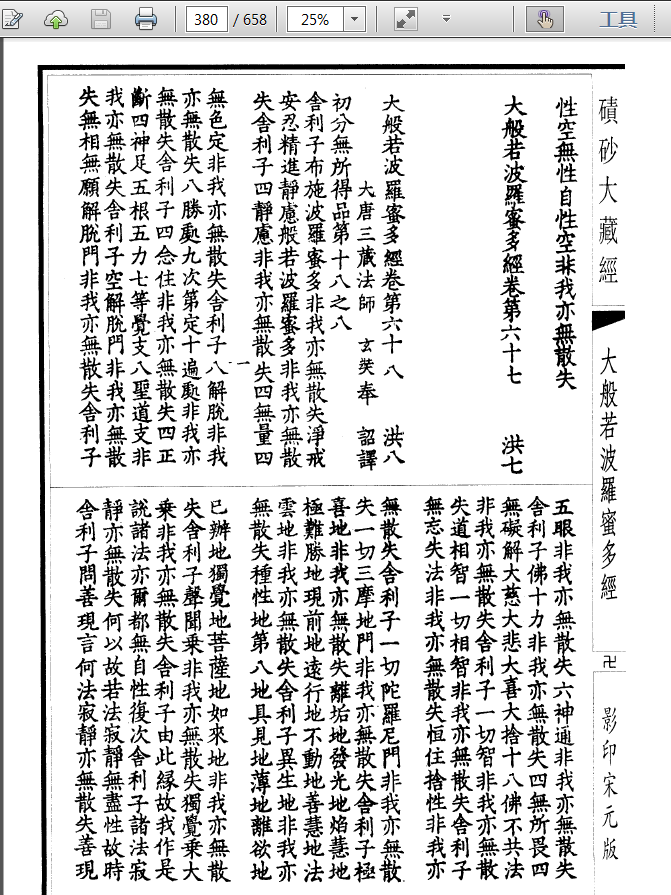 380 / 658
25%
工具
磧砂大藏經
大般若波羅蜜多經
卍
影印宋元版
性空無性自性空非我亦無散失
大般若波羅蜜多經卷第六十七 洪七
大般若波羅蜜多經卷第六十八 洪八
大唐三藏法師 玄奘奉 詔譯
初分無所得品第十八之八
舍利子布施波羅蜜多非我亦無散失淨戒
安忍精進靜慮般若波羅蜜多非我亦無散
失舍利子四靜慮非我亦無散失四無量四
一
無色定非我亦無散失舍利子八解脫非我
亦無散失八勝處九次第定十遍處非我亦
無散失舍利子四念住非我亦無散失四正
斷四神足五根五力七等覺支八聖道支非
我亦無散失舍利子空解脫門非我亦無散
失無相無願解脫門非我亦無散失舍利子
五眼非我亦無散失六神通非我亦無散失
舍利子佛十力非我亦無散失四無所畏四
無礙解大慈大悲大喜大捨十八佛不共法
非我亦無散失舍利子一切智非我亦無散
失道相智一切相智非我亦無散失舍利子
無忘失法非我亦無散失恒住捨性非我亦
無散失舍利子一切陀羅尼門非我亦無散
失一切三摩地門非我亦無散失舍利子極
喜地非我亦無散失離垢地發光地焰慧地
極難勝地現前地遠行地不動地善慧地法
雲地非我亦無散失舍利子異生地非我亦
無散失種性地第八地具見地薄地離欲地
已辦地獨覺地菩薩地如來地非我亦無散
失舍利子聲聞乘非我亦無散失獨覺乘大
乘非我亦無散失舍利子由此緣故我作是
說諸法亦爾都無自性復次舍利子諸法寂
靜亦無散失何以故若法寂靜無盡性故時
舍利子問善現言何法寂靜亦無散失善現